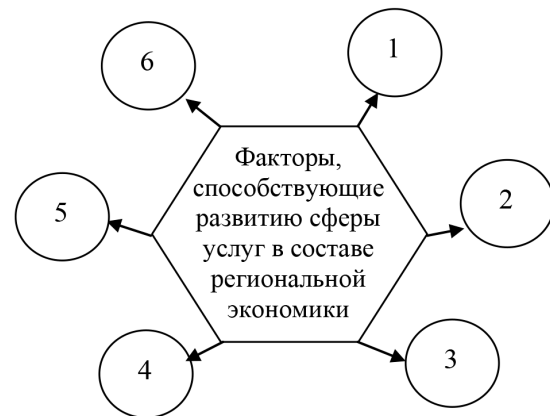 6
1
Факторы,
способствующие
развитию сферы
услуг в составе
региональной
экономики
5
2
4
3